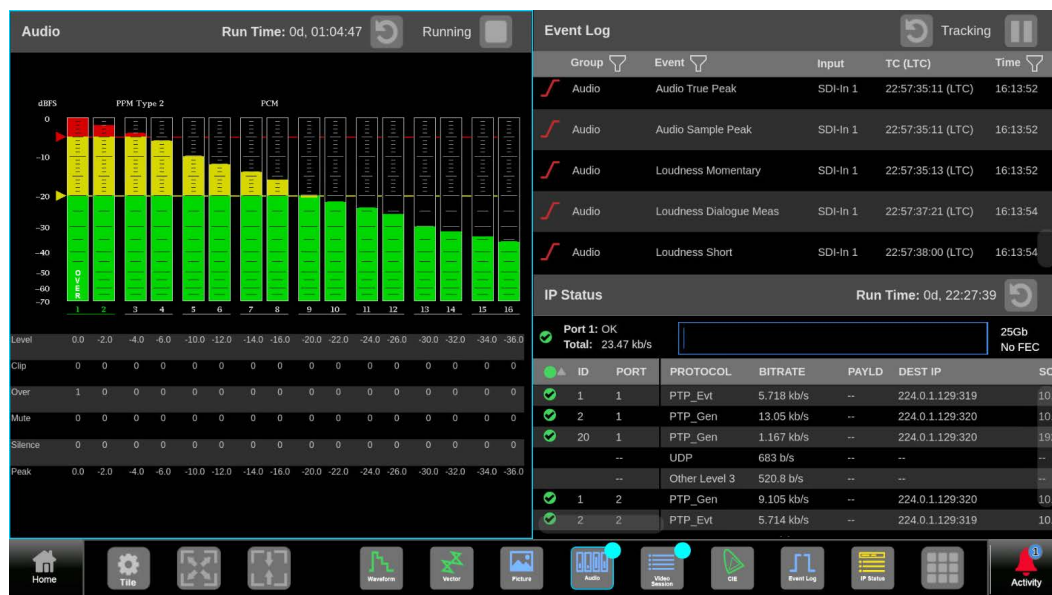 Audio
Run Time: 0d, 01:04:47
Running
dBFS PPM Type 2 PCM
0
-10
-20
-30
-40
-50
-60
-70
OVER
1 2 3 4 5 6 7 8 9 10 11 12 13 14 15 16
Level 0.0 -2.0 -4.0 -6.0 -10.0 -12.0 -14.0 -16.0 -20.0 -22.0 -24.0 -26.0 -30.0 -32.0 -34.0 -36.0
Clip 0 0 0 0 0 0 0 0 0 0 0 0 0 0 0 0
Over 1 0 0 0 0 0 0 0 0 0 0 0 0 0 0 0
Mute 0 0 0 0 0 0 0 0 0 0 0 0 0 0 0 0
Silence 0 0 0 0 0 0 0 0 0 0 0 0 0 0 0 0
Peak 0.0 -2.0 -4.0 -6.0 -10.0 -12.0 -14.0 -16.0 -20.0 -22.0 -24.0 -26.0 -30.0 -32.0 -34.0 -36.0
Event Log
Tracking
Group Event Input TC (LTC) Time
Audio Audio True Peak SDI-In 1 22:57:35:11 (LTC) 16:13:52
Audio Audio Sample Peak SDI-In 1 22:57:35:11 (LTC) 16:13:52
Audio Loudness Momentary SDI-In 1 22:57:35:13 (LTC) 16:13:52
Audio Loudness Dialogue Meas SDI-In 1 22:57:37:21 (LTC) 16:13:54
Audio Loudness Short SDI-In 1 22:57:38:00 (LTC) 16:13:54
IP Status
Run Time: 0d, 22:27:39
Port 1: OK
Total: 23.47 kb/s
25Gb
No FEC
ID PORT PROTOCOL BITRATE PAYLD DEST IP SC
1 1 PTP_Evt 5.718 kb/s -- 224.0.1.129:319 10.
2 1 PTP_Gen 13.05 kb/s -- 224.0.1.129:320 10.
20 1 PTP_Gen 1.167 kb/s -- 224.0.1.129:320 192
-- UDP 683 b/s -- -- --
-- Other Level 3 520.8 b/s -- -- --
1 2 PTP_Gen 9.105 kb/s -- 224.0.1.129:320 10.
2 2 PTP_Evt 5.714 kb/s -- 224.0.1.129:319 10.
Home
Tile
Waveform
Vector
Picture
Audio
Video Session
CIE
Event Log
IP Status
1
Activity